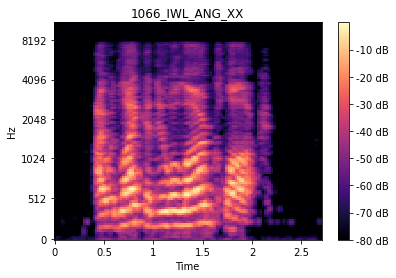 1066_IWL_ANG_XX
8192
4096
2048
1024
512
0
Hz
0
0.5
1
1.5
2
2.5
Time
-10 dB
-20 dB
-30 dB
-40 dB
-50 dB
-60 dB
-70 dB
-80 dB